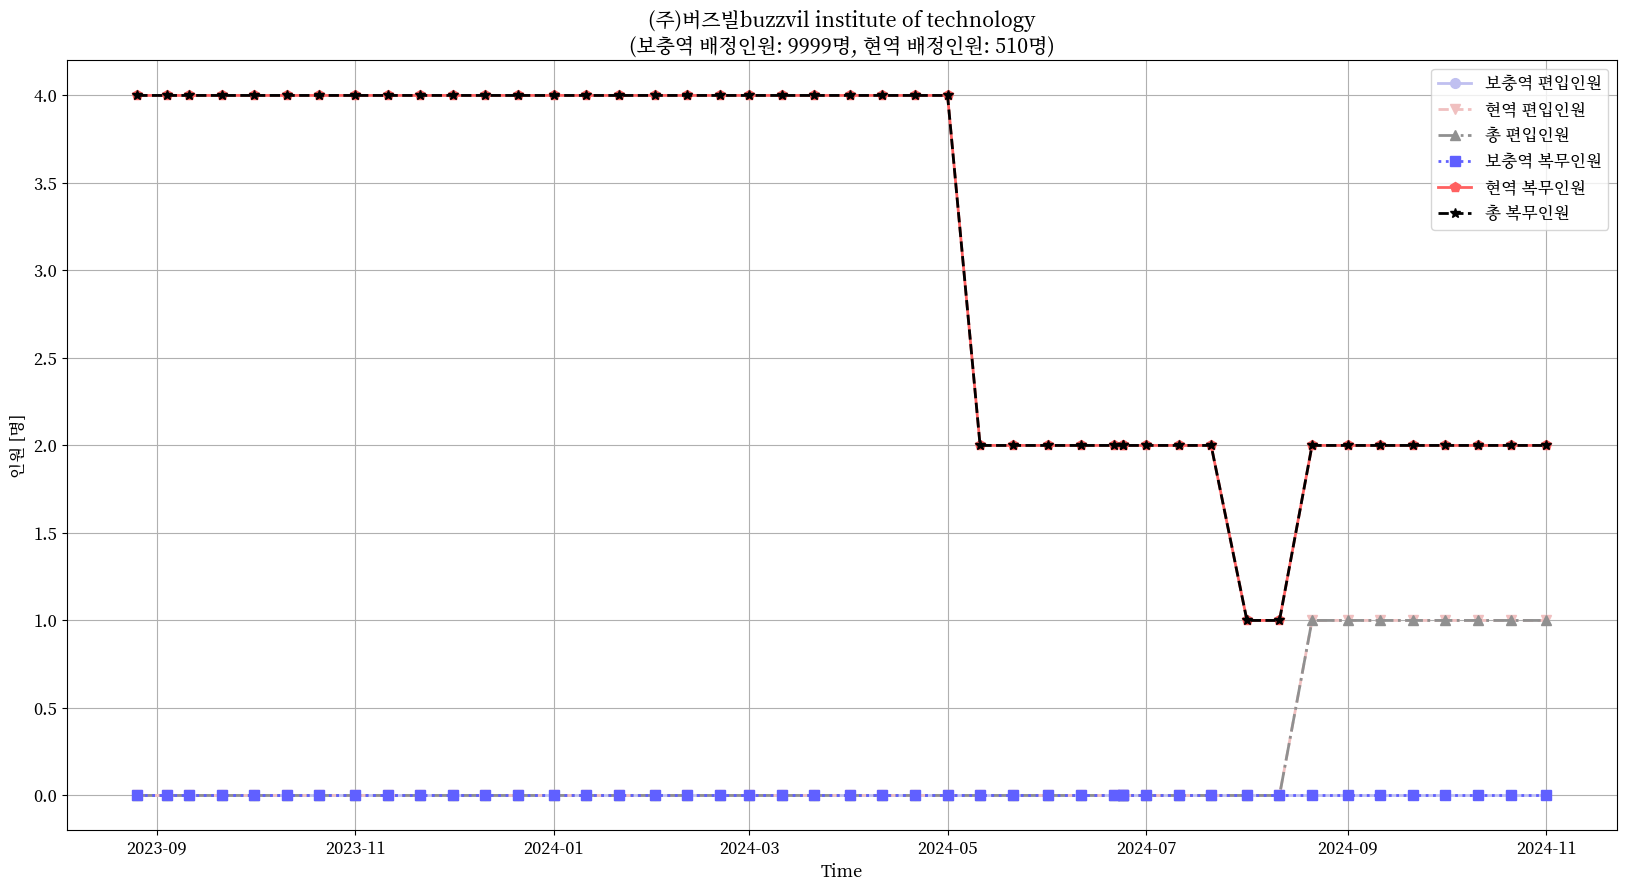 (주)버즈빌buzzvil institute of technology
(보충역 배정인원: 9999명, 현역 배정인원: 510명)
보충역 편입인원
현역 편입인원
총 편입인원
보충역 복무인원
현역 복무인원
총 복무인원
인원 [명]
4.0
3.5
3.0
2.5
2.0
1.5
1.0
0.5
0.0
2023-09 2023-11 2024-01 2024-03 2024-05 2024-07 2024-09 2024-11
Time